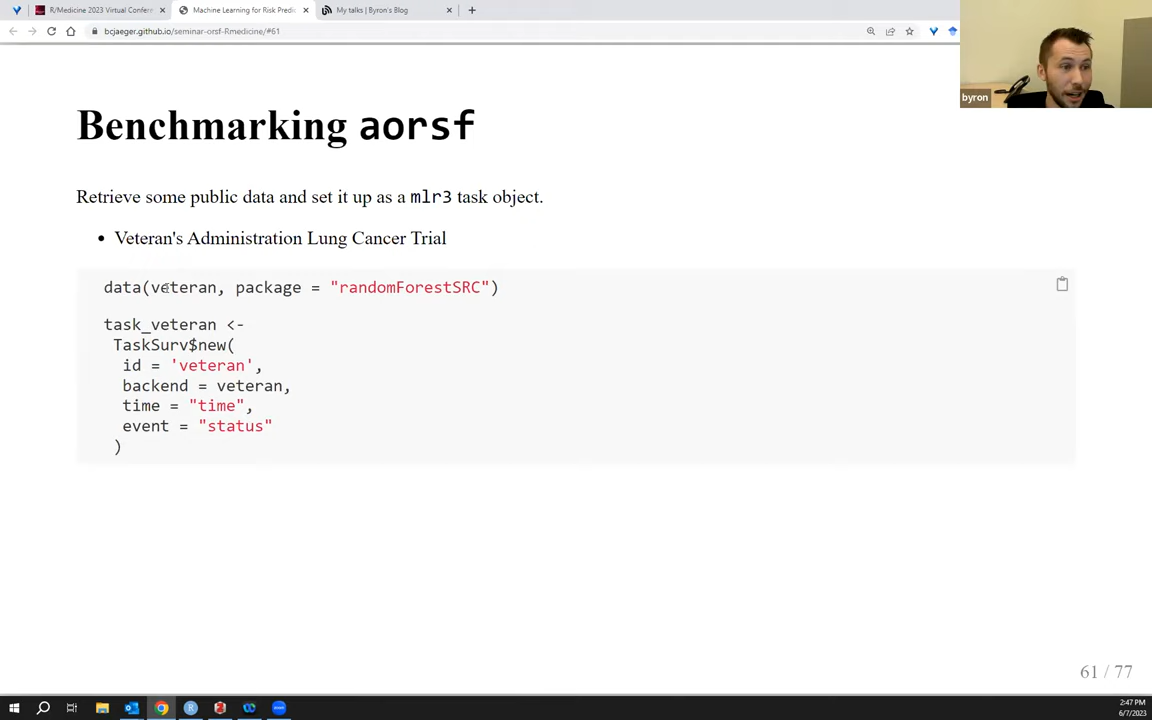 R/Medicine 2023 Virtual Confere
Machine Learning for Risk Predic
My talks | Byron's Blog
bcjaeger.github.io/seminar-orsf-Rmedicine/#61
byron
Benchmarking aorsf
Retrieve some public data and set it up as a mlr3 task object.
• Veteran's Administration Lung Cancer Trial
data(veteran, package = "randomForestSRC")
task_veteran <-
TaskSurv$new(
id = 'veteran',
backend = veteran,
time = "time",
event = "status"
)
61 / 77
2:47 PM
6/7/2023